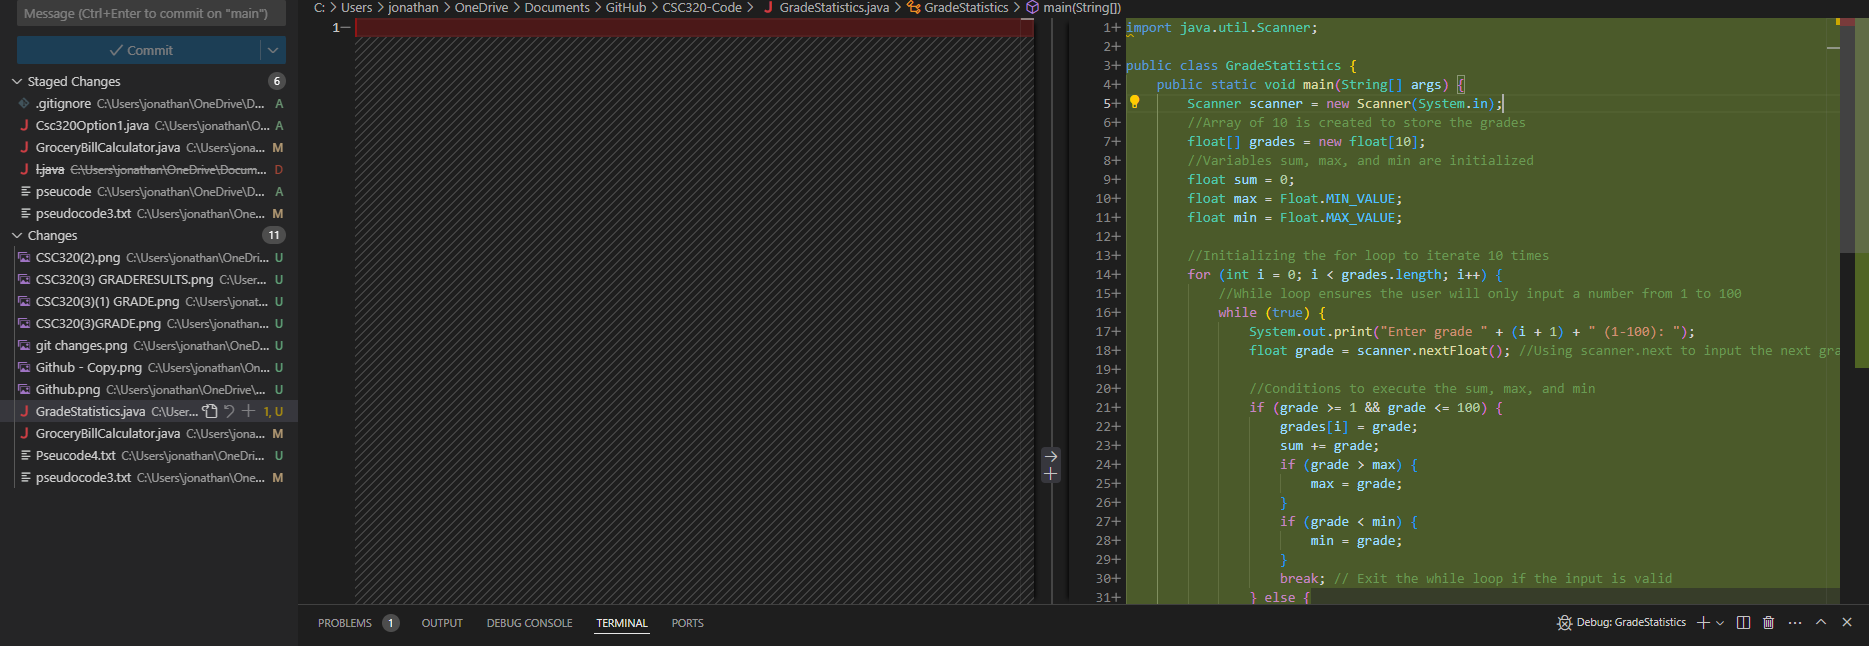 Message (Ctrl+Enter to commit on "main")
Commit
Staged Changes 6
.gitignore C:\Users\jonathan\OneDrive\D... A
Csc320Option1.java C:\Users\jonathan\O... A
GroceryBillCalculator.java C:\Users\jona... M
I.java C:\Users\jonathan\OneDrive\Docum... D
pseucode C:\Users\jonathan\OneDrive\D... A
pseudocode3.txt C:\Users\jonathan\One... M
Changes 11
CSC320(2).png C:\Users\jonathan\OneDri... U
CSC320(3) GRADERESULTS.png C:\User... U
CSC320(3)(1) GRADE.png C:\Users\jonat... U
CSC320(3)GRADE.png C:\Users\jonathan... U
git changes.png C:\Users\jonathan\OneD... U
Github - Copy.png C:\Users\jonathan\On... U
Github.png C:\Users\jonathan\OneDrive\... U
GradeStatistics.java C:\User... 1, U
GroceryBillCalculator.java C:\Users\jona... M
Pseucode4.txt C:\Users\jonathan\OneDri... U
pseudocode3.txt C:\Users\jonathan\One... M
C: > Users > jonathan > OneDrive > Documents > GitHub > CSC320-Code > GradeStatistics.java > GradeStatistics > main(String[])
1−
1+ import java.util.Scanner;
2+
3+ public class GradeStatistics {
4+ public static void main(String[] args) {
5+ Scanner scanner = new Scanner(System.in);
6+ //Array of 10 is created to store the grades
7+ float[] grades = new float[10];
8+ //Variables sum, max, and min are initialized
9+ float sum = 0;
10+ float max = Float.MIN_VALUE;
11+ float min = Float.MAX_VALUE;
12+
13+ //Initializing the for loop to iterate 10 times
14+ for (int i = 0; i < grades.length; i++) {
15+ //While loop ensures the user will only input a number from 1 to 100
16+ while (true) {
17+ System.out.print("Enter grade " + (i + 1) + " (1-100): ");
18+ float grade = scanner.nextFloat(); //Using scanner.next to input the next gra
19+
20+ //Conditions to execute the sum, max, and min
21+ if (grade >= 1 && grade <= 100) {
22+ grades[i] = grade;
23+ sum += grade;
24+ if (grade > max) {
25+ max = grade;
26+ }
27+ if (grade < min) {
28+ min = grade;
29+ }
30+ break; // Exit the while loop if the input is valid
31+ } else {
PROBLEMS 1 OUTPUT DEBUG CONSOLE TERMINAL PORTS
Debug: GradeStatistics